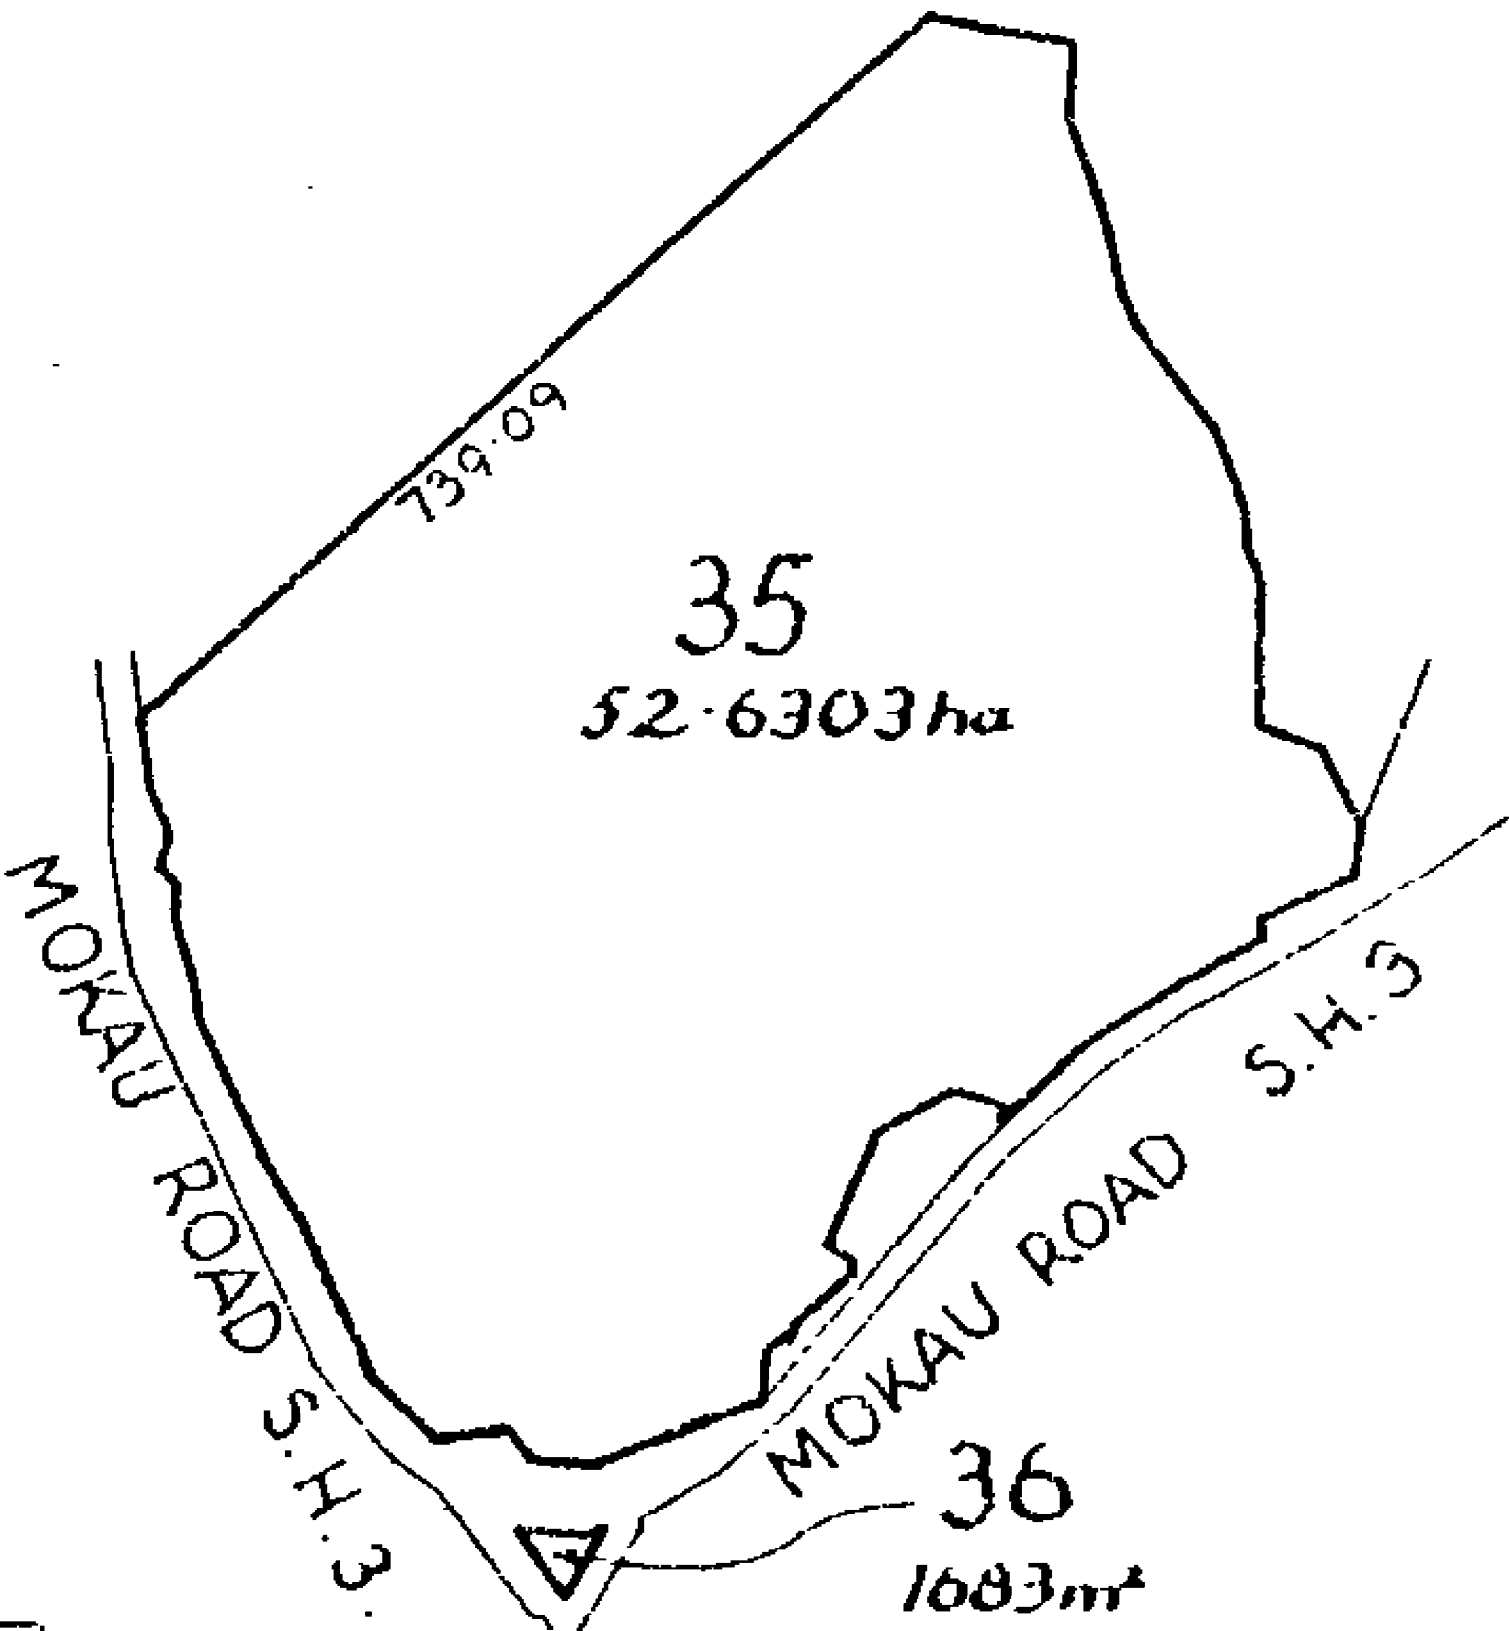 739.09
35
52.6303ha
MOKAU ROAD S.H.3.
MOKAU ROAD S.H.3
36
1683m²